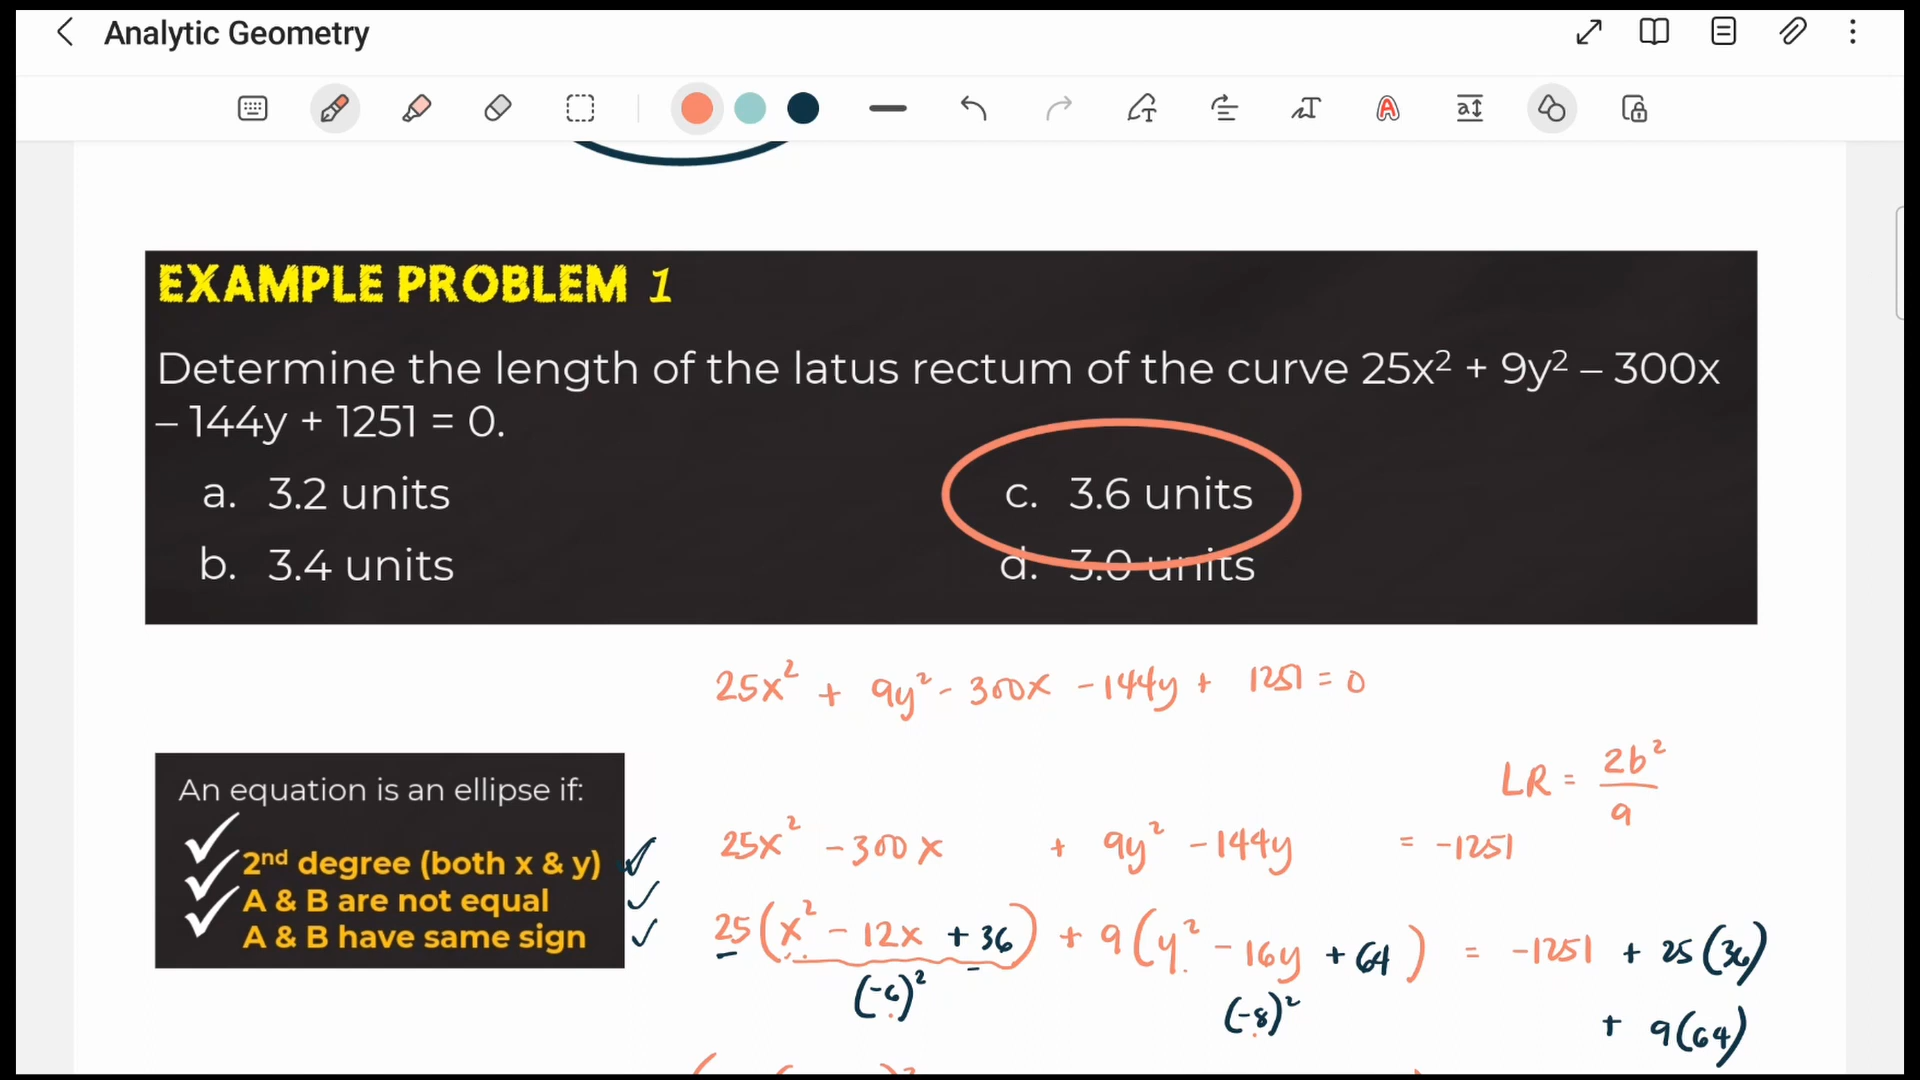 Analytic Geometry
EXAMPLE PROBLEM 1
Determine the length of the latus rectum of the curve 25x² + 9y² – 300x
– 144y + 1251 = 0.
a. 3.2 units
b. 3.4 units
c. 3.6 units
d. 3.0 units
25x² + 9y² - 300x - 144y + 1251 = 0
LR = 2b² / a
An equation is an ellipse if:
2nd degree (both x & y)
A & B are not equal
A & B have same sign
25x² - 300x + 9y² - 144y = -1251
25(x² - 12x + 36) + 9(y² - 16y + 64) = -1251 + 25(36)
(-6)² (-8)² + 9(64)